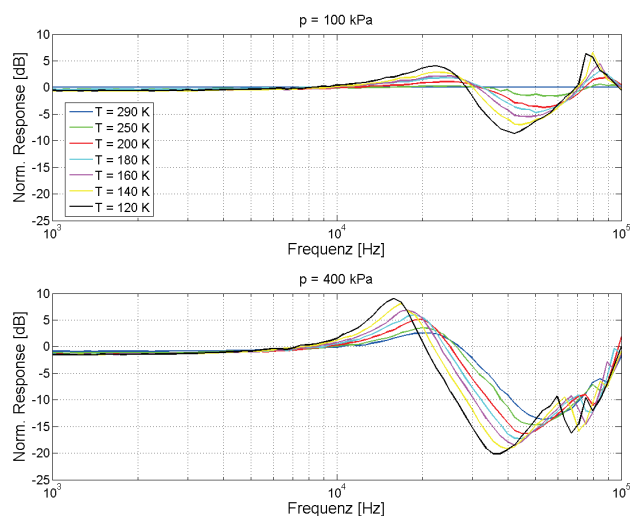 p = 100 kPa
Norm. Response [dB]
10
5
0
-5
-10
-15
-20
-25
T = 290 K
T = 250 K
T = 200 K
T = 180 K
T = 160 K
T = 140 K
T = 120 K
10³ 10⁴ 10⁵
Frequenz [Hz]
p = 400 kPa
Norm. Response [dB]
10
5
0
-5
-10
-15
-20
-25
10³ 10⁴ 10⁵
Frequenz [Hz]